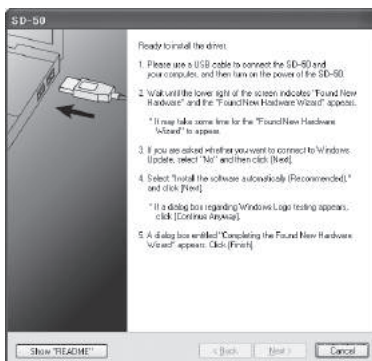 SD-50
Ready to install the driver.
1. Please use a USB cable to connect the SD-50 and
your computer, and then turn on the power of the SD-50.
2. Wait until the lower right of the screen indicates "Found New
Hardware" and the "Found New Hardware Wizard" appears.
* It may take some time for the "Found New Hardware
Wizard" to appear.
3. If you are asked whether you want to connect to Windows
Update, select "No" and then click [Next].
4. Select "Install the software automatically (Recommended),"
and click [Next].
* If a dialog box regarding Windows Logo testing appears,
click [Continue Anyway].
5. A dialog box entitled "Completing the Found New Hardware
Wizard" appears. Click [Finish].
Show "README"
< Back
Next >
Cancel